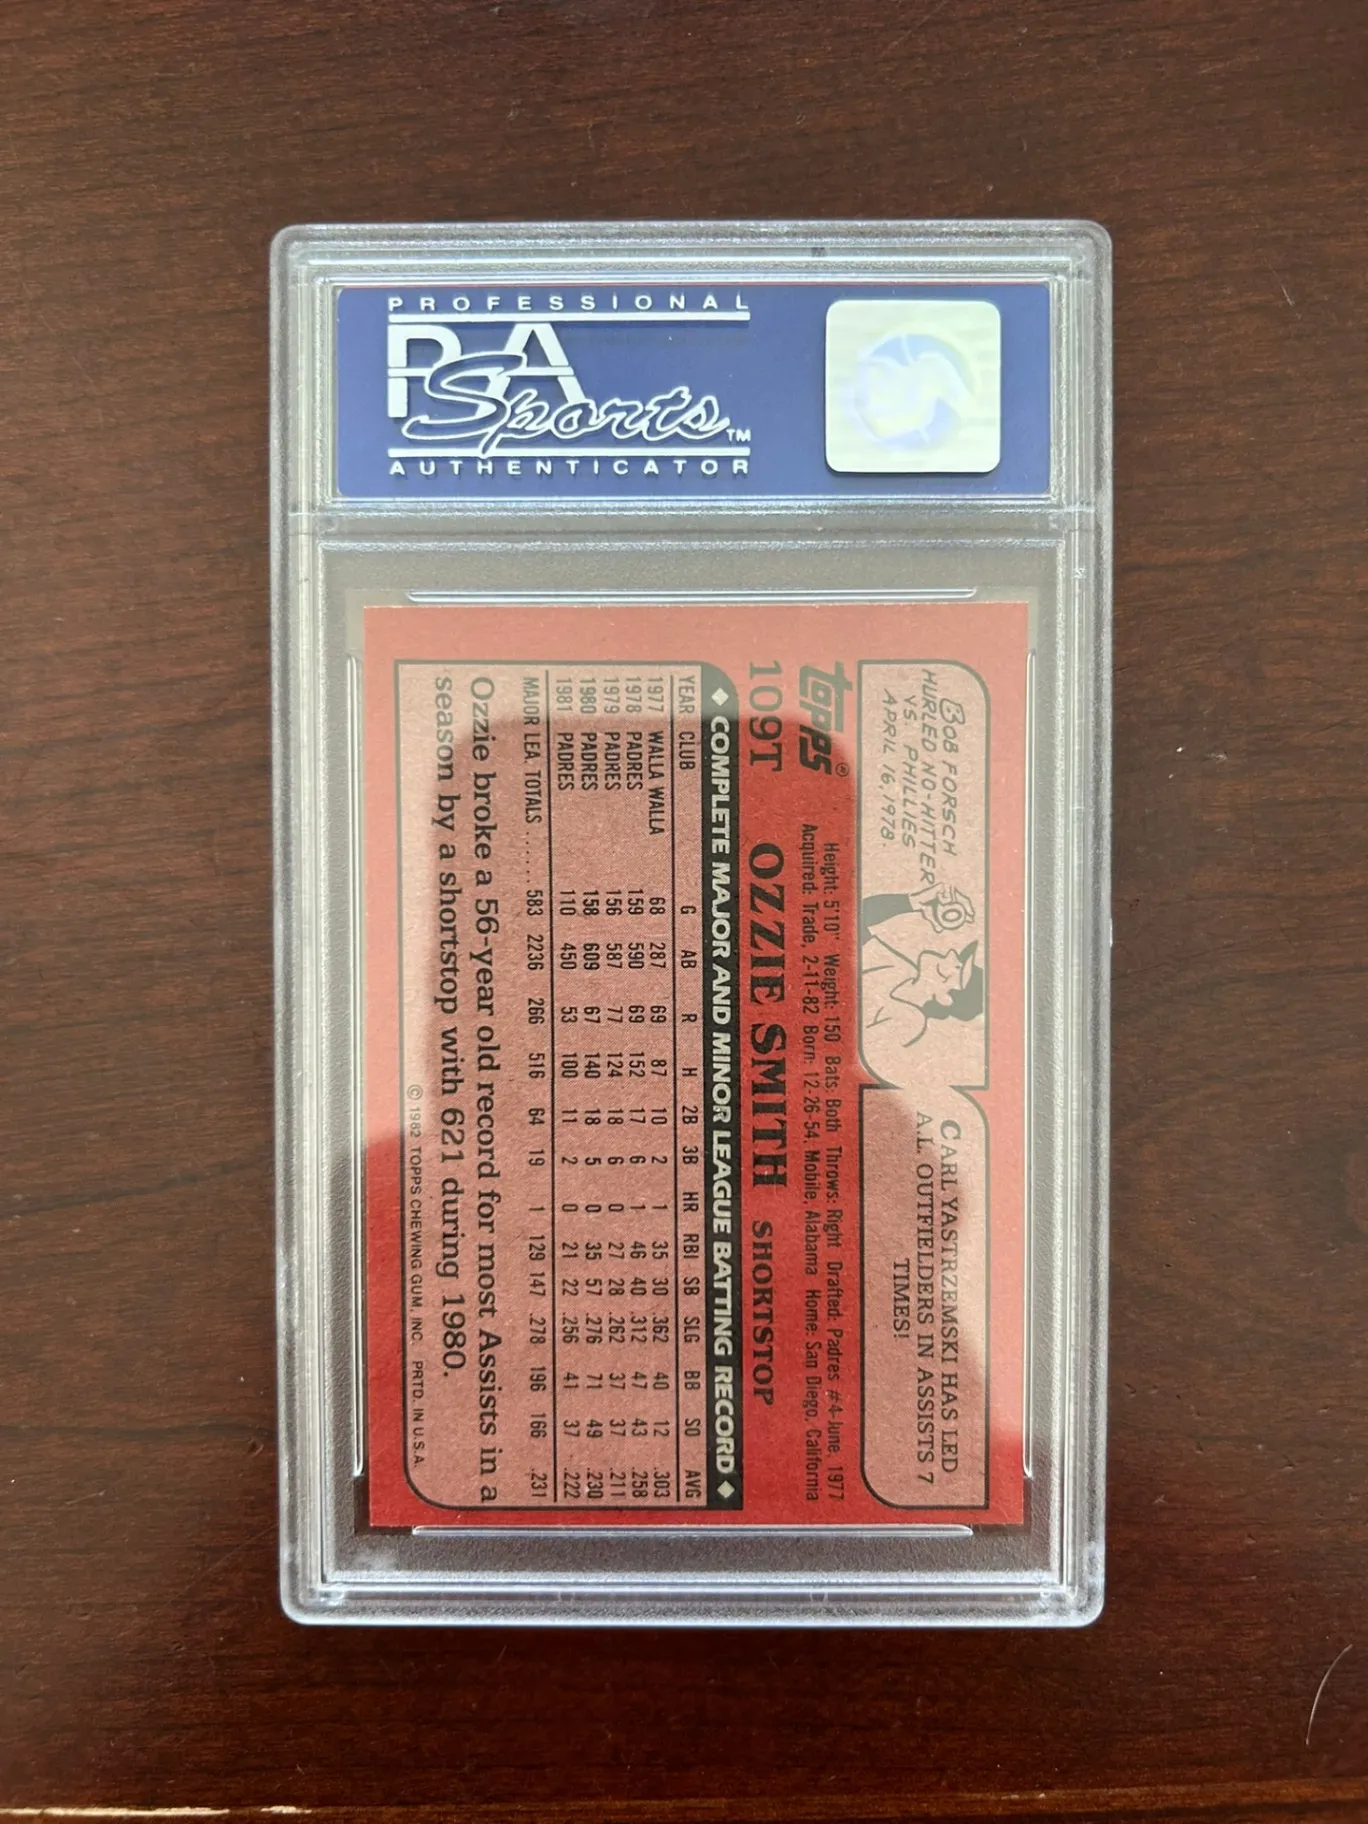 PROFESSIONAL
PSA
Sports™
AUTHENTICATOR
BOB FORSCH
HURLED NO-HITTER
VS. PHILLIES
APRIL 16, 1978.
CARL YASTRZEMSKI HAS LED
A.L. OUTFIELDERS IN ASSISTS 7
TIMES!
TOPPS®
Height: 5'10" Weight: 150 Bats: Both Throws: Right Drafted: Padres #4-June, 1977
Acquired: Trade, 2-11-82 Born: 12-26-54, Mobile, Alabama Home: San Diego, California
109T OZZIE SMITH SHORTSTOP
◆ COMPLETE MAJOR AND MINOR LEAGUE BATTING RECORD ◆
YEAR CLUB G AB R H 2B 3B HR RBI SB SLG BB SO AVG
1977 WALLA WALLA 68 287 69 87 10 2 1 35 30 .362 40 12 .303
1978 PADRES 159 590 69 152 17 6 1 46 40 .312 47 43 .258
1979 PADRES 156 587 77 124 18 6 0 27 28 .262 37 37 .211
1980 PADRES 158 609 67 140 18 5 0 35 57 .276 71 49 .230
1981 PADRES 110 450 53 100 11 2 0 21 22 .256 41 37 .222
MAJOR LEA. TOTALS ...... 583 2236 266 516 64 19 1 129 147 .278 196 166 .231
Ozzie broke a 56-year old record for most Assists in a
season by a shortstop with 621 during 1980.
© 1982 TOPPS CHEWING GUM, INC. PRTD. IN U.S.A.